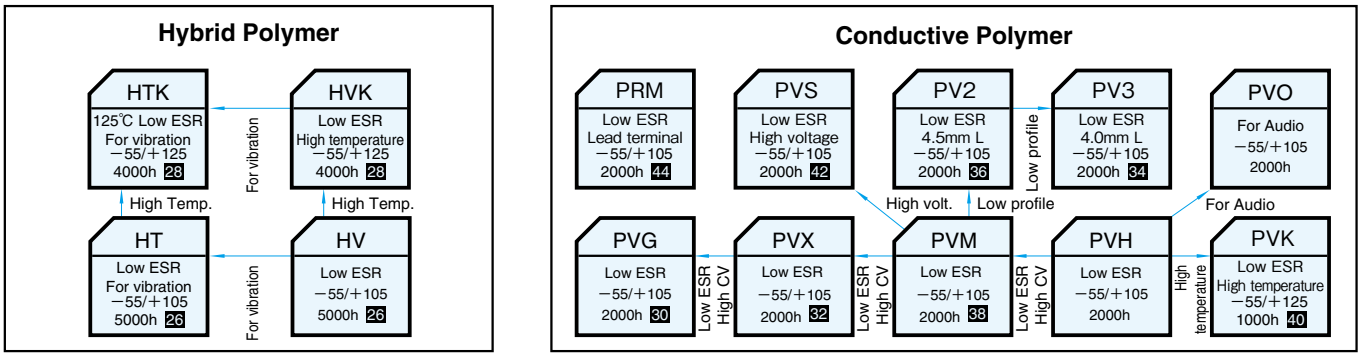 Hybrid Polymer
HTK
125℃ Low ESR
For vibration
−55/+125
4000h 28
For vibration
HVK
Low ESR
High temperature
−55/+125
4000h 28
High Temp.
High Temp.
HT
Low ESR
For vibration
−55/+105
5000h 26
For vibration
HV
Low ESR
−55/+105
5000h 26
Conductive Polymer
PRM
Low ESR
Lead terminal
−55/+105
2000h 44
PVS
Low ESR
High voltage
−55/+105
2000h 42
PV2
Low ESR
4.5mm L
−55/+105
2000h 36
Low profile
PV3
Low ESR
4.0mm L
−55/+105
2000h 34
PVO
For Audio
−55/+105
2000h
High volt.
Low profile
For Audio
PVG
Low ESR
−55/+105
2000h 30
Low ESR
High CV
PVX
Low ESR
−55/+105
2000h 32
Low ESR
High CV
PVM
Low ESR
−55/+105
2000h 38
Low ESR
High CV
PVH
Low ESR
−55/+105
2000h
High
temperature
PVK
Low ESR
High temperature
−55/+125
1000h 40